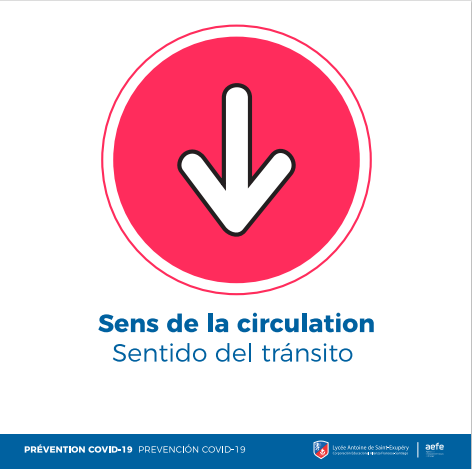 Sens de la circulation
Sentido del tránsito
PRÉVENTION COVID-19 PREVENCIÓN COVID-19
Lycée Antoine de Saint-Exupéry
aefe